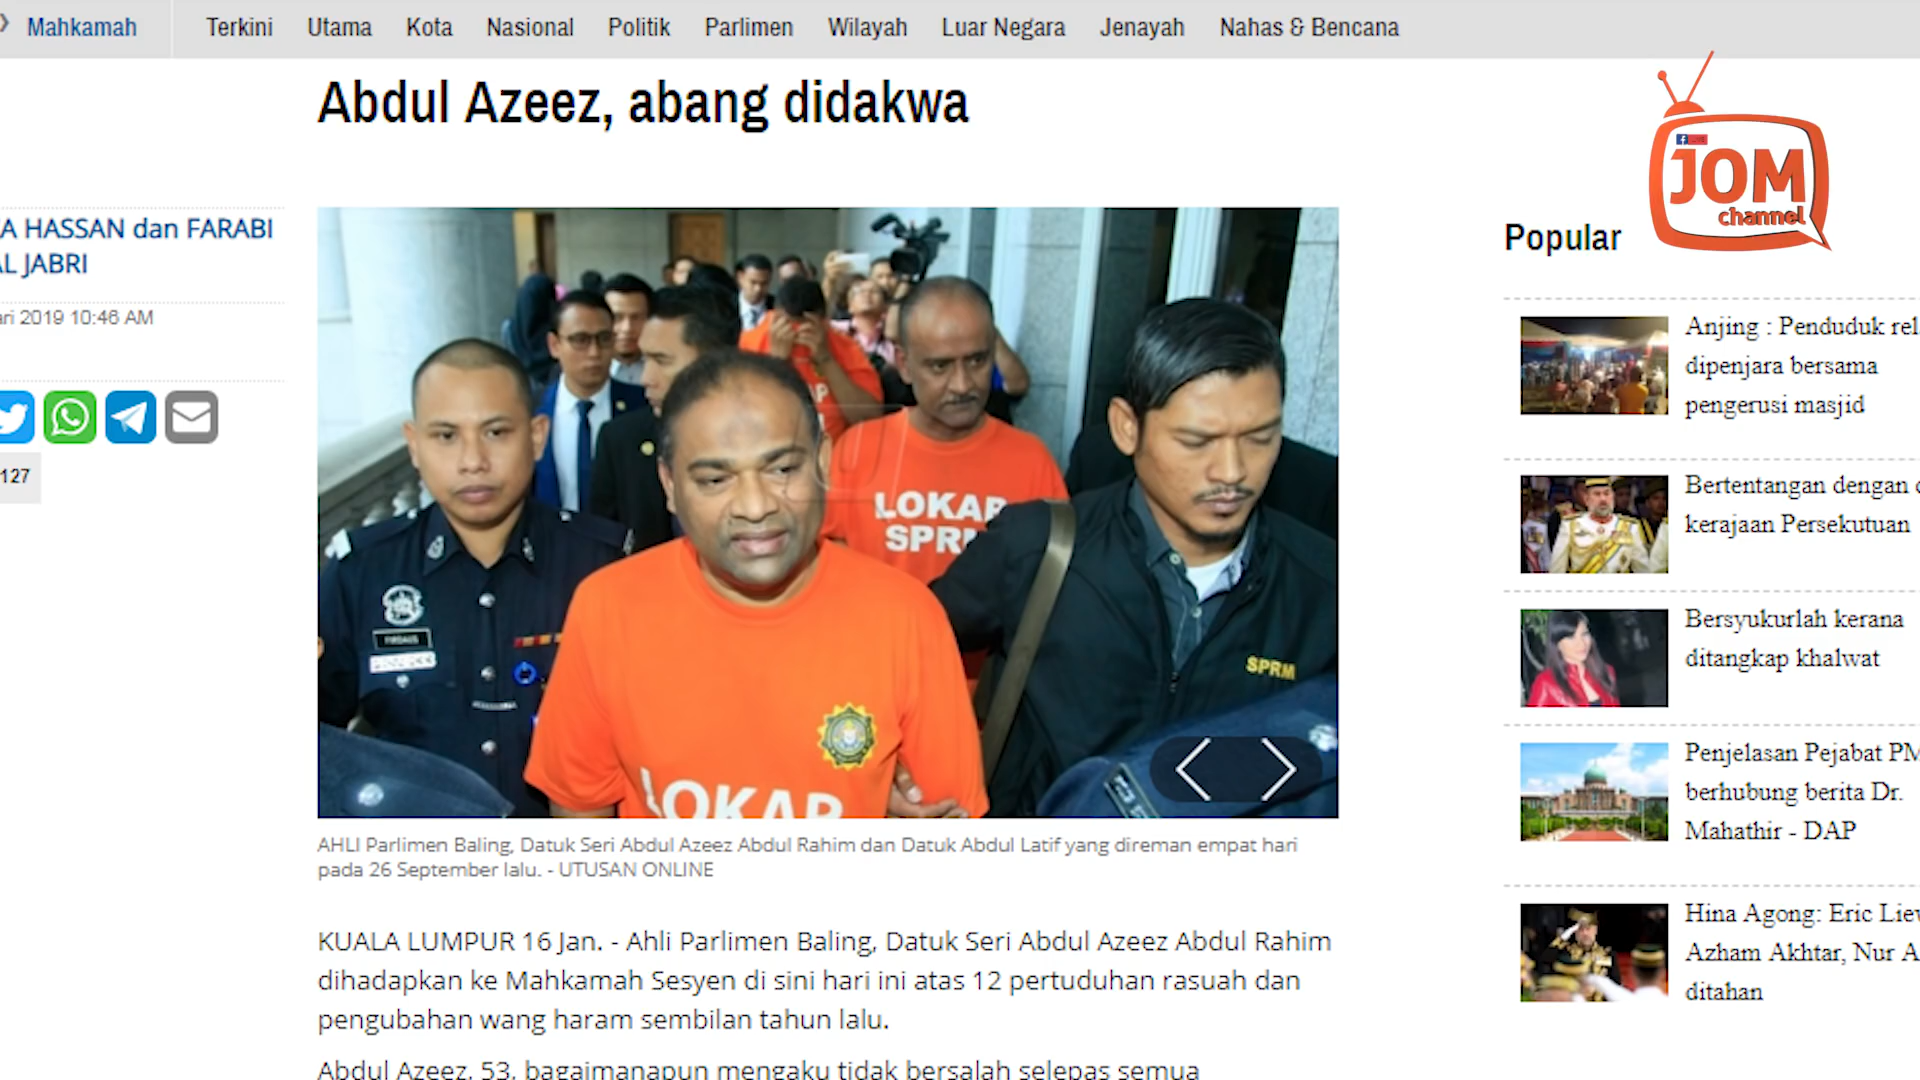 Mahkamah Terkini Utama Kota Nasional Politik Parlimen Wilayah Luar Negara Jenayah Nahas & Bencana
Abdul Azeez, abang didakwa
A HASSAN dan FARABI
AL JABRI
ari 2019 10:46 AM
127
LOKAP
SPRM
SPRM
LOKAP
AHLI Parlimen Baling, Datuk Seri Abdul Azeez Abdul Rahim dan Datuk Abdul Latif yang direman empat hari
pada 26 September lalu. - UTUSAN ONLINE
KUALA LUMPUR 16 Jan. - Ahli Parlimen Baling, Datuk Seri Abdul Azeez Abdul Rahim
dihadapkan ke Mahkamah Sesyen di sini hari ini atas 12 pertuduhan rasuah dan
pengubahan wang haram sembilan tahun lalu.
Abdul Azeez, 53, bagaimanapun mengaku tidak bersalah selepas semua
JOM
channel
Popular
Anjing : Penduduk rel
dipenjara bersama
pengerusi masjid
Bertentangan dengan
kerajaan Persekutuan
Bersyukurlah kerana
ditangkap khalwat
Penjelasan Pejabat PM
berhubung berita Dr.
Mahathir - DAP
Hina Agong: Eric Liew
Azham Akhtar, Nur A
ditahan